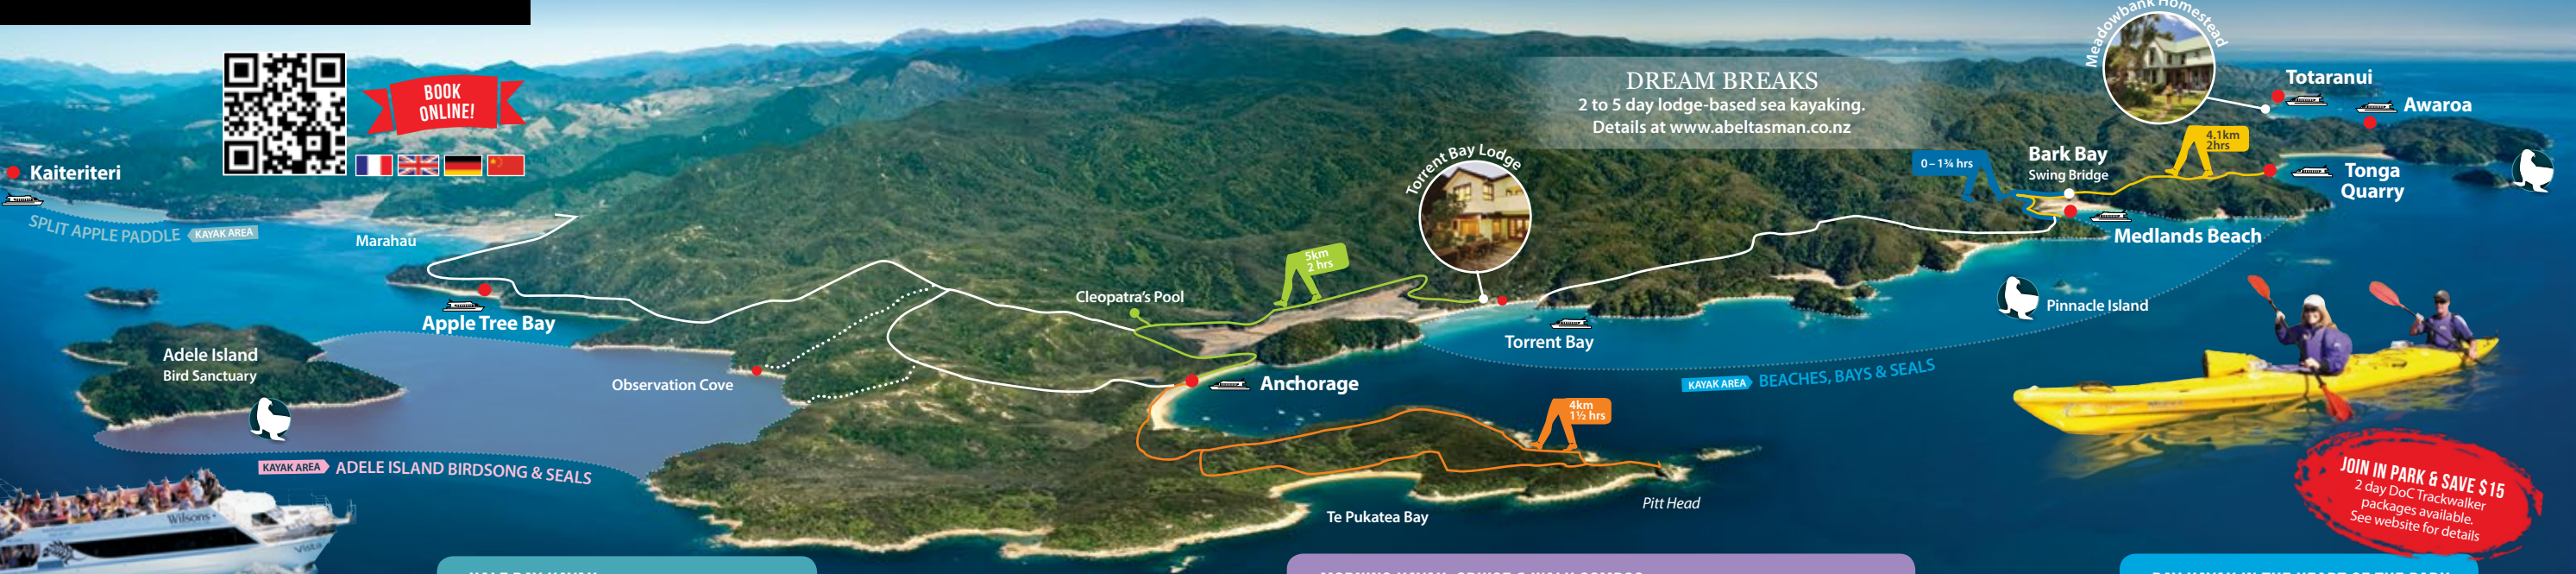 BOOK
ONLINE!
Kaiteriteri
SPLIT APPLE PADDLE
KAYAK AREA
Marahau
Apple Tree Bay
Adele Island
Bird Sanctuary
Observation Cove
KAYAK AREA
ADELE ISLAND BIRDSONG & SEALS
Wilsons
Vista
Cleopatra's Pool
5km
2 hrs
Torrent Bay Lodge
Anchorage
4km
1½ hrs
Te Pukatea Bay
Pitt Head
Torrent Bay
DREAM BREAKS
2 to 5 day lodge-based sea kayaking.
Details at www.abeltasman.co.nz
KAYAK AREA
BEACHES, BAYS & SEALS
0 – 1¾ hrs
Bark Bay
Swing Bridge
4.1km
2hrs
Meadowbank Homestead
Totaranui
Awaroa
Tonga
Quarry
Medlands Beach
Pinnacle Island
JOIN IN PARK & SAVE $15
2 day DoC Trackwalker
packages available.
See website for details